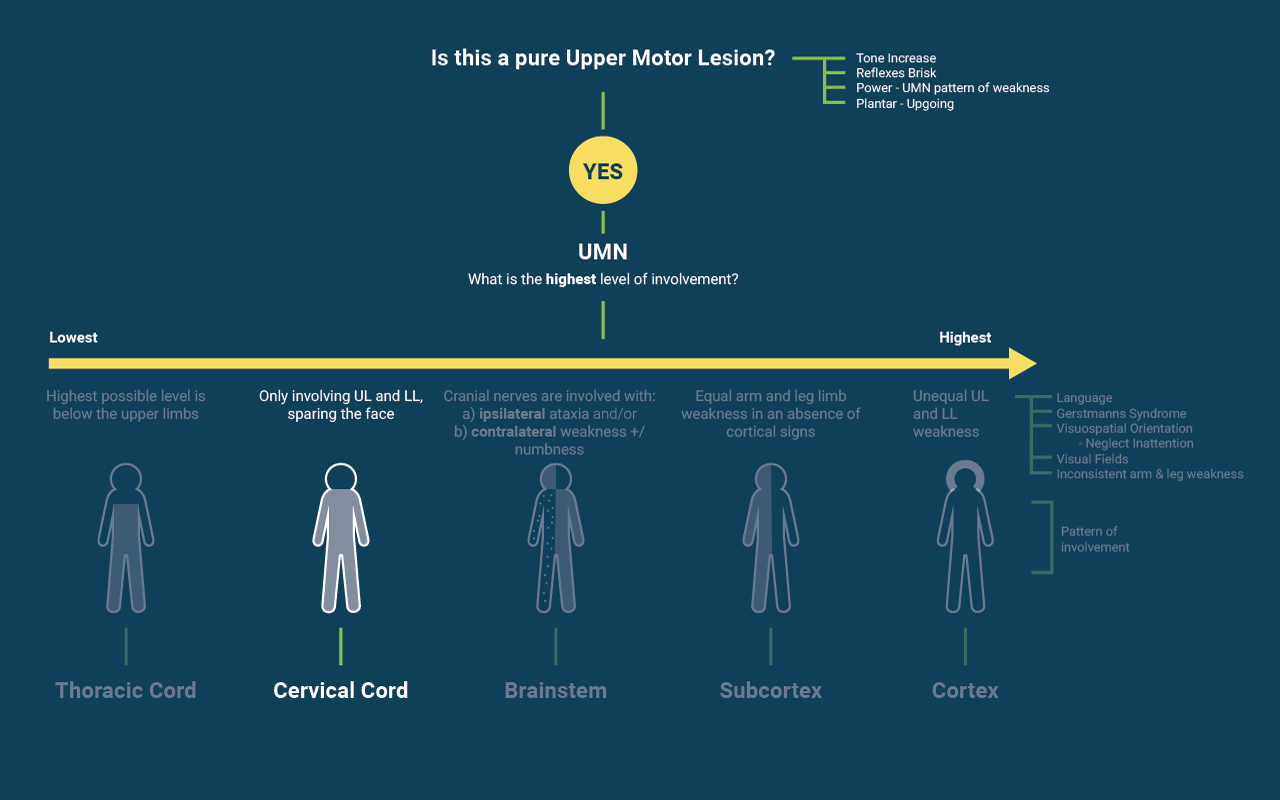 Is this a pure Upper Motor Lesion?
Tone Increase
Reflexes Brisk
Power - UMN pattern of weakness
Plantar - Upgoing
YES
UMN
What is the highest level of involvement?
Lowest
Highest
Highest possible level is
below the upper limbs
Only involving UL and LL,
sparing the face
Cranial nerves are involved with:
a) ipsilateral ataxia and/or
b) contralateral weakness +/
numbness
Equal arm and leg limb
weakness in an absence of
cortical signs
Unequal UL
and LL
weakness
Language
Gerstmanns Syndrome
Visuospatial Orientation
- Neglect Inattention
Visual Fields
Inconsistent arm & leg weakness
Pattern of
involvement
Thoracic Cord
Cervical Cord
Brainstem
Subcortex
Cortex